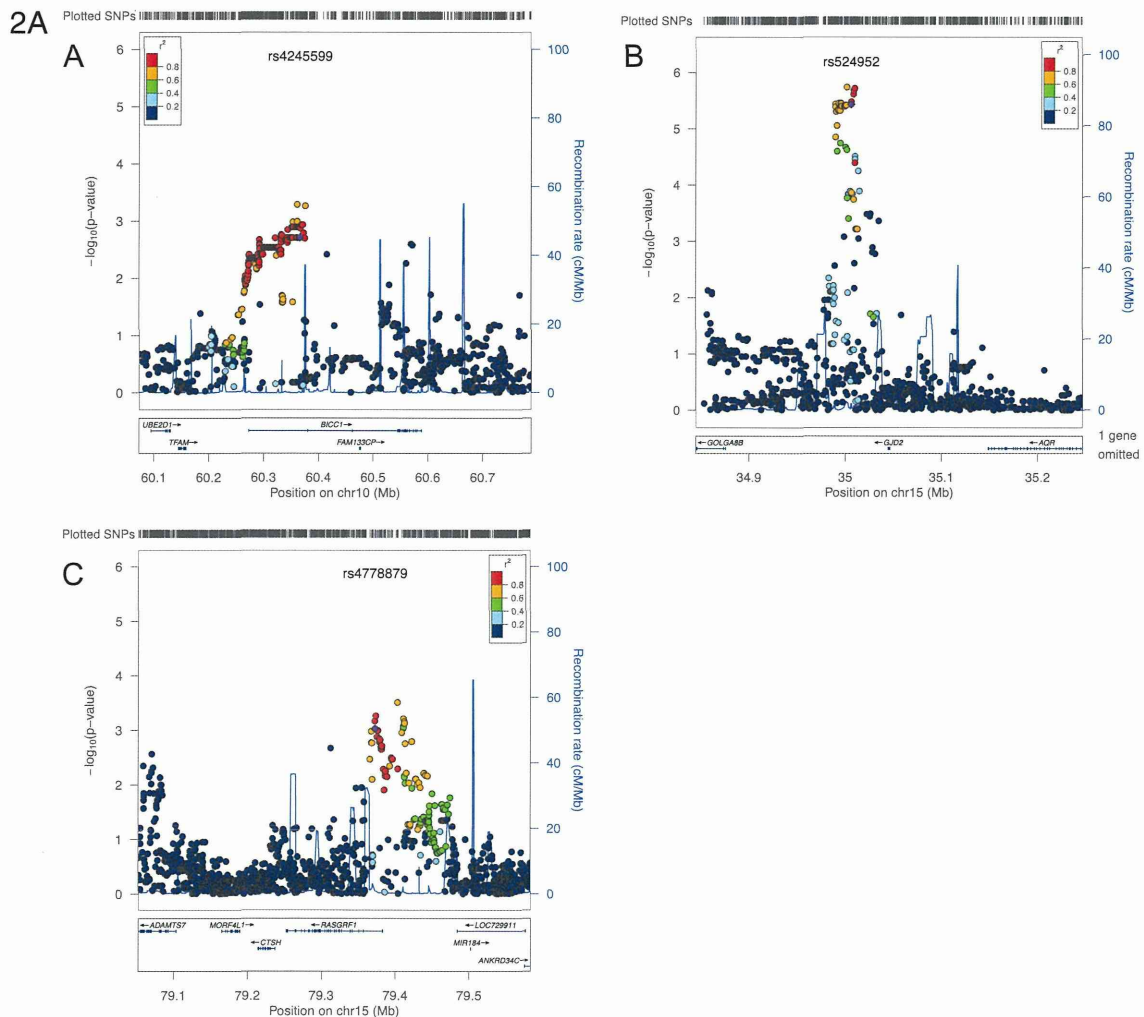 2A
Plotted SNPs
A
r²
0.8
0.6
0.4
0.2
rs4245599
6
5
4
3
2
1
0
−log₁₀(p−value)
100
80
60
40
20
0
Recombination rate (cM/Mb)
UBE2D1→
BICC1→
TFAM→
FAM133CP→
60.1 60.2 60.3 60.4 60.5 60.6 60.7
Position on chr10 (Mb)
Plotted SNPs
B
rs524952
r²
0.8
0.6
0.4
0.2
6
5
4
3
2
1
0
−log₁₀(p−value)
100
80
60
40
20
0
Recombination rate (cM/Mb)
←GOLGA8B
←GJD2
←AQR
1 gene
omitted
34.9 35 35.1 35.2
Position on chr15 (Mb)
Plotted SNPs
C
rs4778879
r²
0.8
0.6
0.4
0.2
6
5
4
3
2
1
0
−log₁₀(p−value)
100
80
60
40
20
0
Recombination rate (cM/Mb)
←ADAMTS7
MORF4L1→
←RASGRF1
←LOC729911
←CTSH
MIR184→
ANKRD34C→
79.1 79.2 79.3 79.4 79.5
Position on chr15 (Mb)